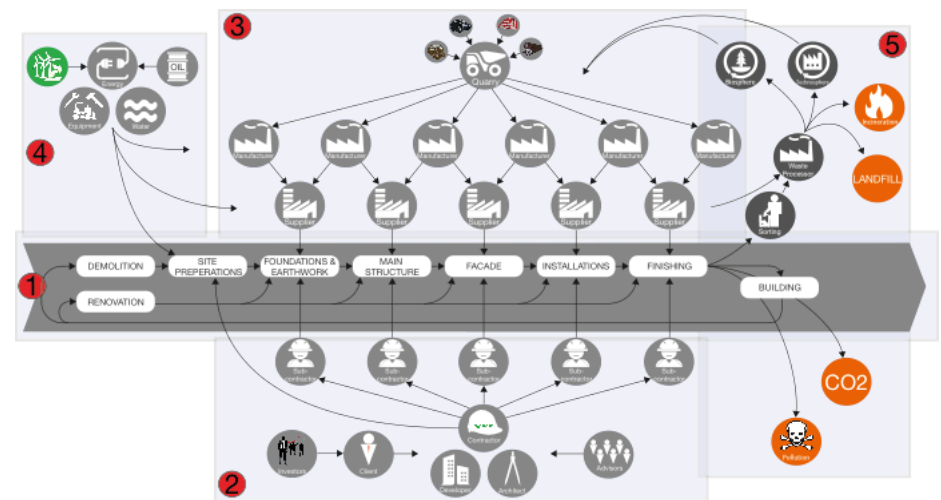 3
5
OIL
Energy
Quarry
Biosphere
Technosphere
Equipment
Water
Incineration
4
Manufacturer
Manufacturer
Manufacturer
Manufacturer
Manufacturer
Manufacturer
Waste
Processor
LANDFILL
Supplier
Supplier
Supplier
Supplier
Supplier
Sorting
1
DEMOLITION
SITE
PREPERATIONS
FOUNDATIONS &
EARTHWORK
MAIN
STRUCTURE
FACADE
INSTALLATIONS
FINISHING
RENOVATION
BUILDING
Sub-
contractor
Sub-
contractor
Sub-
contractor
Sub-
contractor
Sub-
contractor
CO2
Contractor
Pollution
Investors
Client
Developer
Architect
Advisors
2